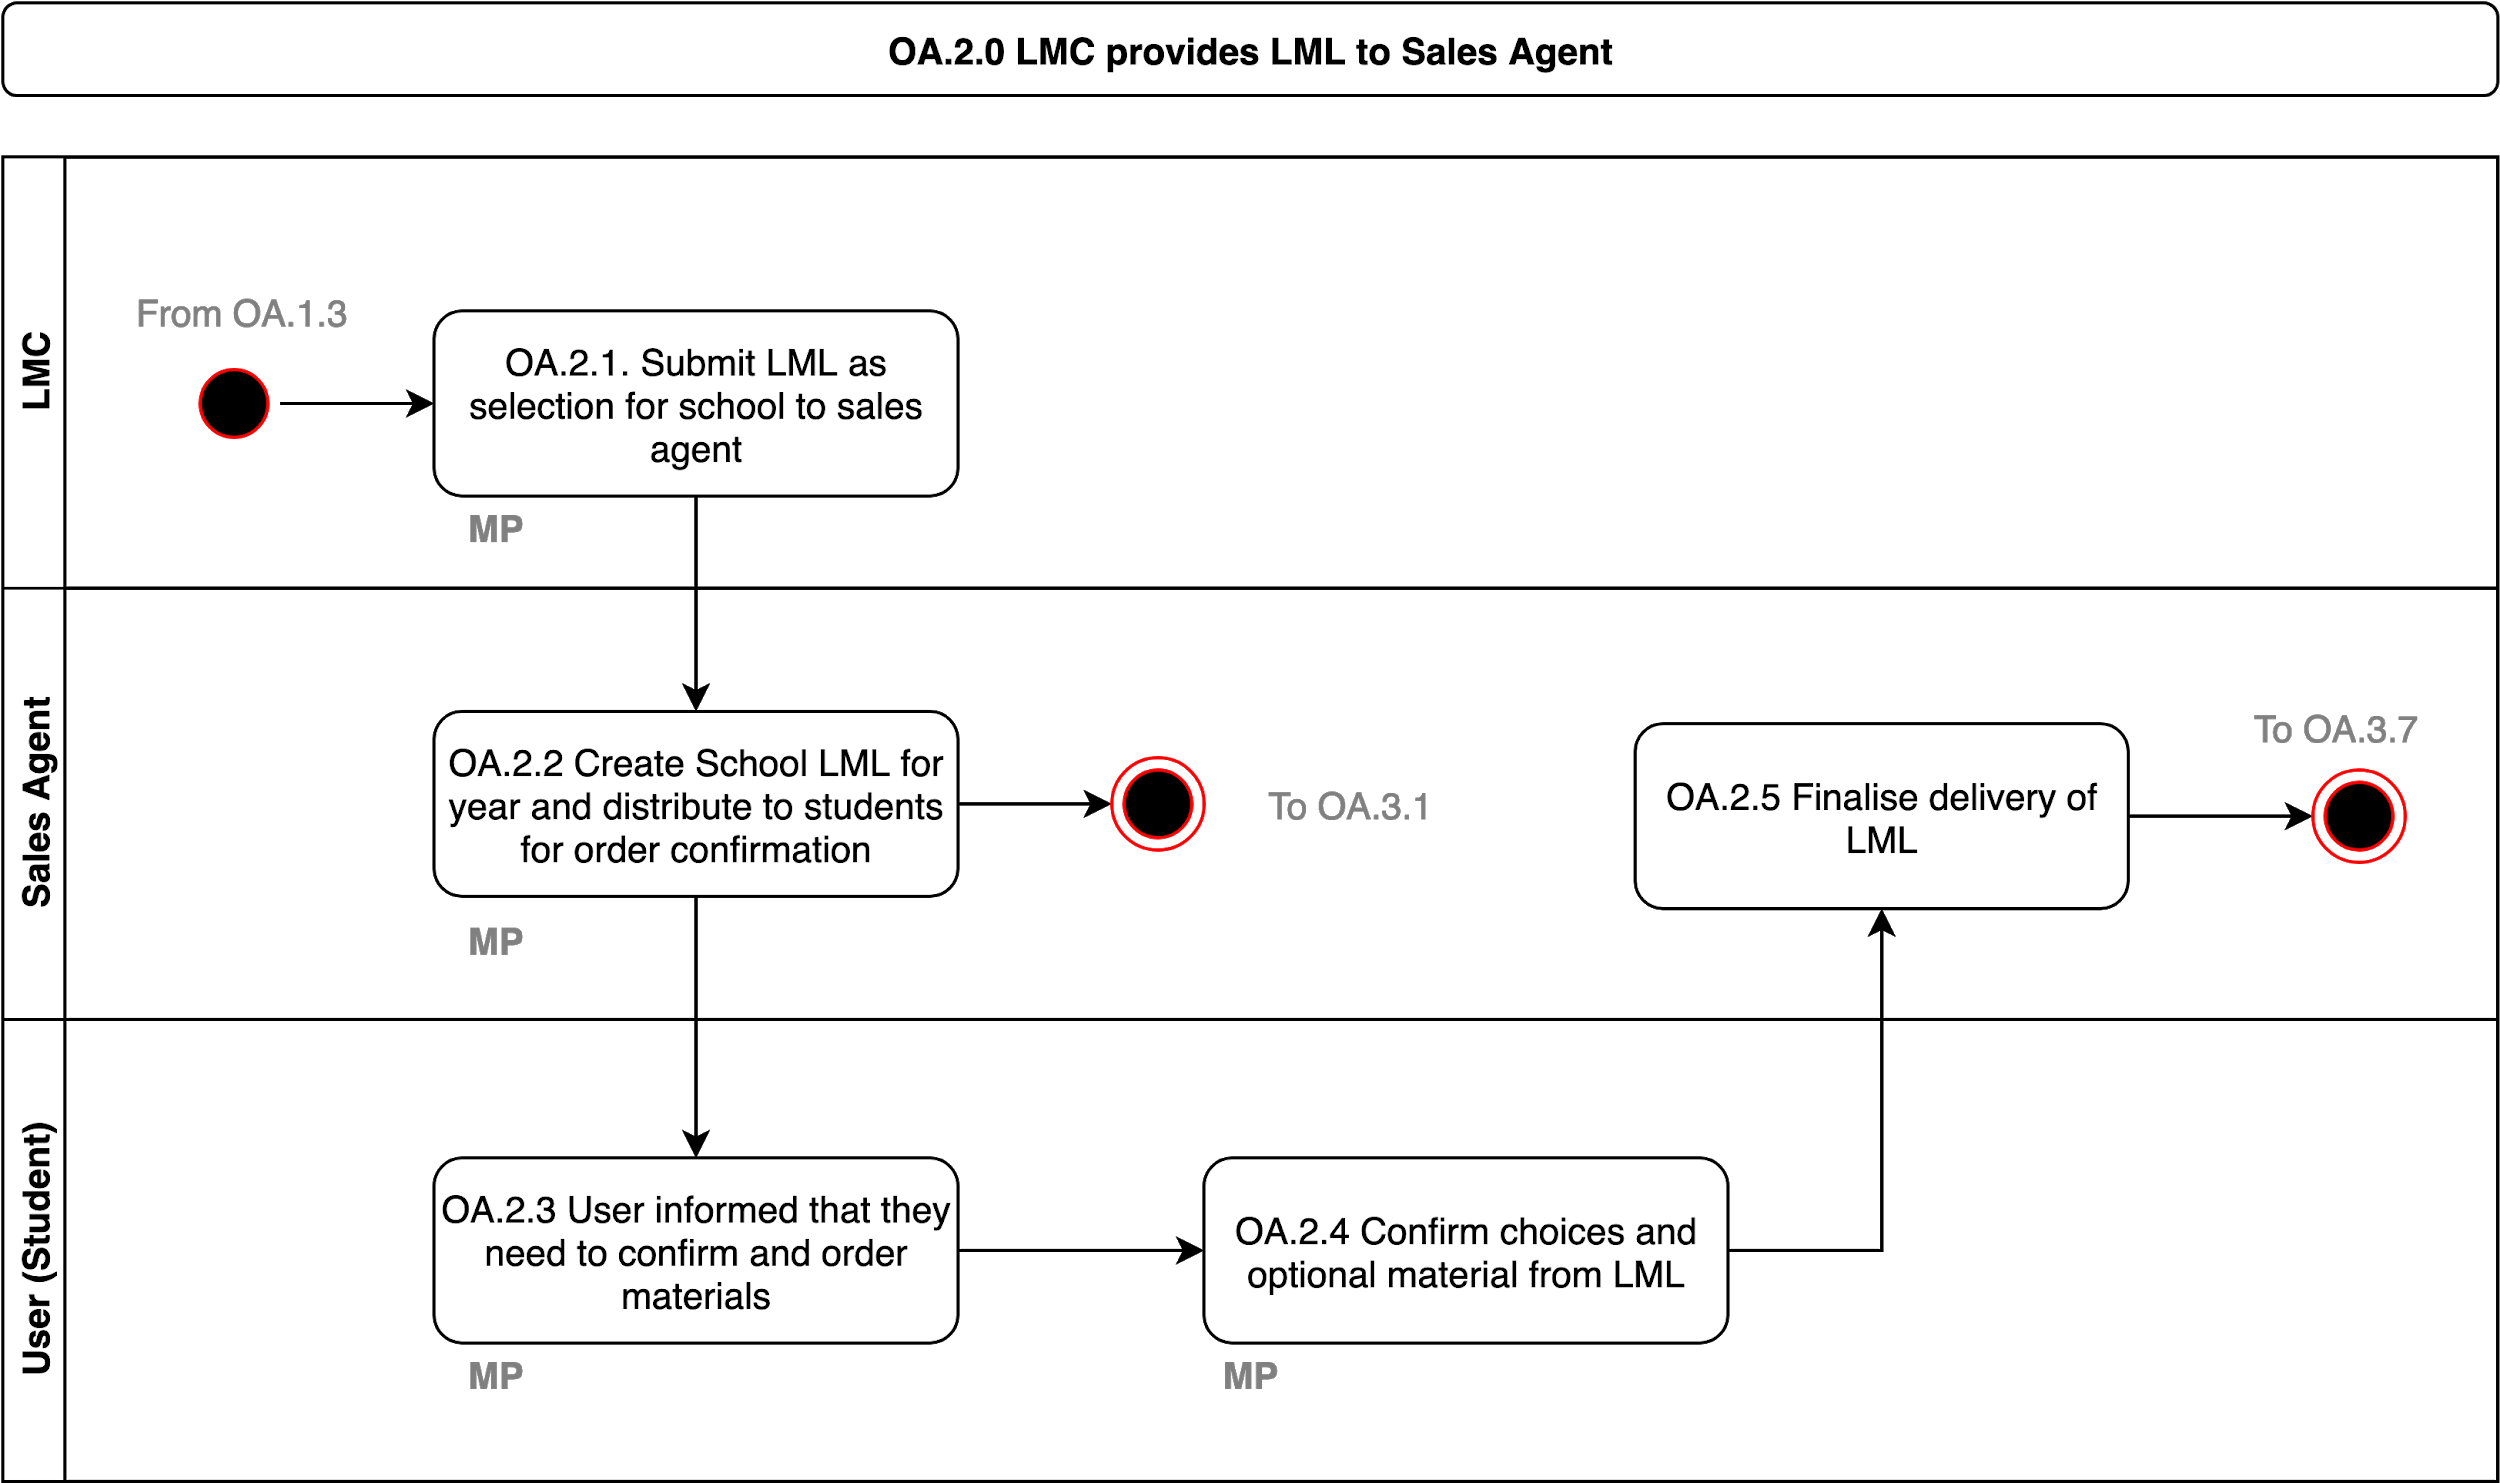 OA.2.0 LMC provides LML to Sales Agent
LMC
From OA.1.3
OA.2.1. Submit LML as
selection for school to sales
agent
MP
Sales Agent
OA.2.2 Create School LML for
year and distribute to students
for order confirmation
MP
To OA.3.1
OA.2.5 Finalise delivery of
LML
To OA.3.7
User (Student)
OA.2.3 User informed that they
need to confirm and order
materials
MP
OA.2.4 Confirm choices and
optional material from LML
MP